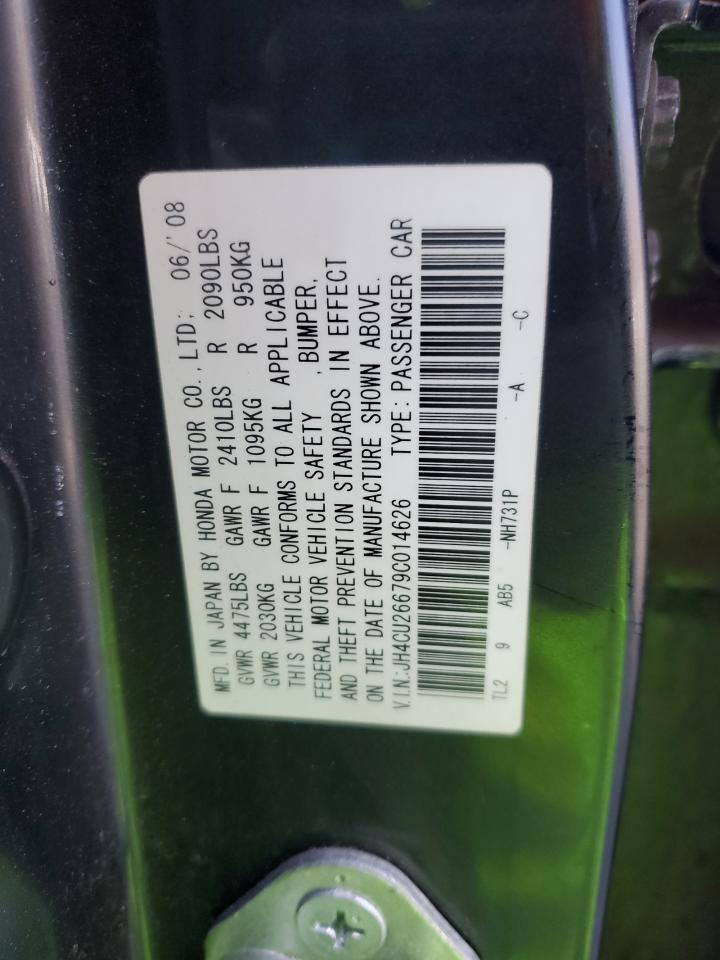 MFD. IN JAPAN BY HONDA MOTOR CO., LTD; 06/'08
GVWR 4475LBS GAWR F 2410LBS R 2090LBS
GVWR 2030KG GAWR F 1095KG R 950KG
THIS VEHICLE CONFORMS TO ALL APPLICABLE
FEDERAL MOTOR VEHICLE SAFETY , BUMPER,
AND THEFT PREVENTION STANDARDS IN EFFECT
ON THE DATE OF MANUFACTURE SHOWN ABOVE.
V.I.N.:JH4CU26679C014626 TYPE: PASSENGER CAR
TL2 9 AB5 -NH731P -A -C